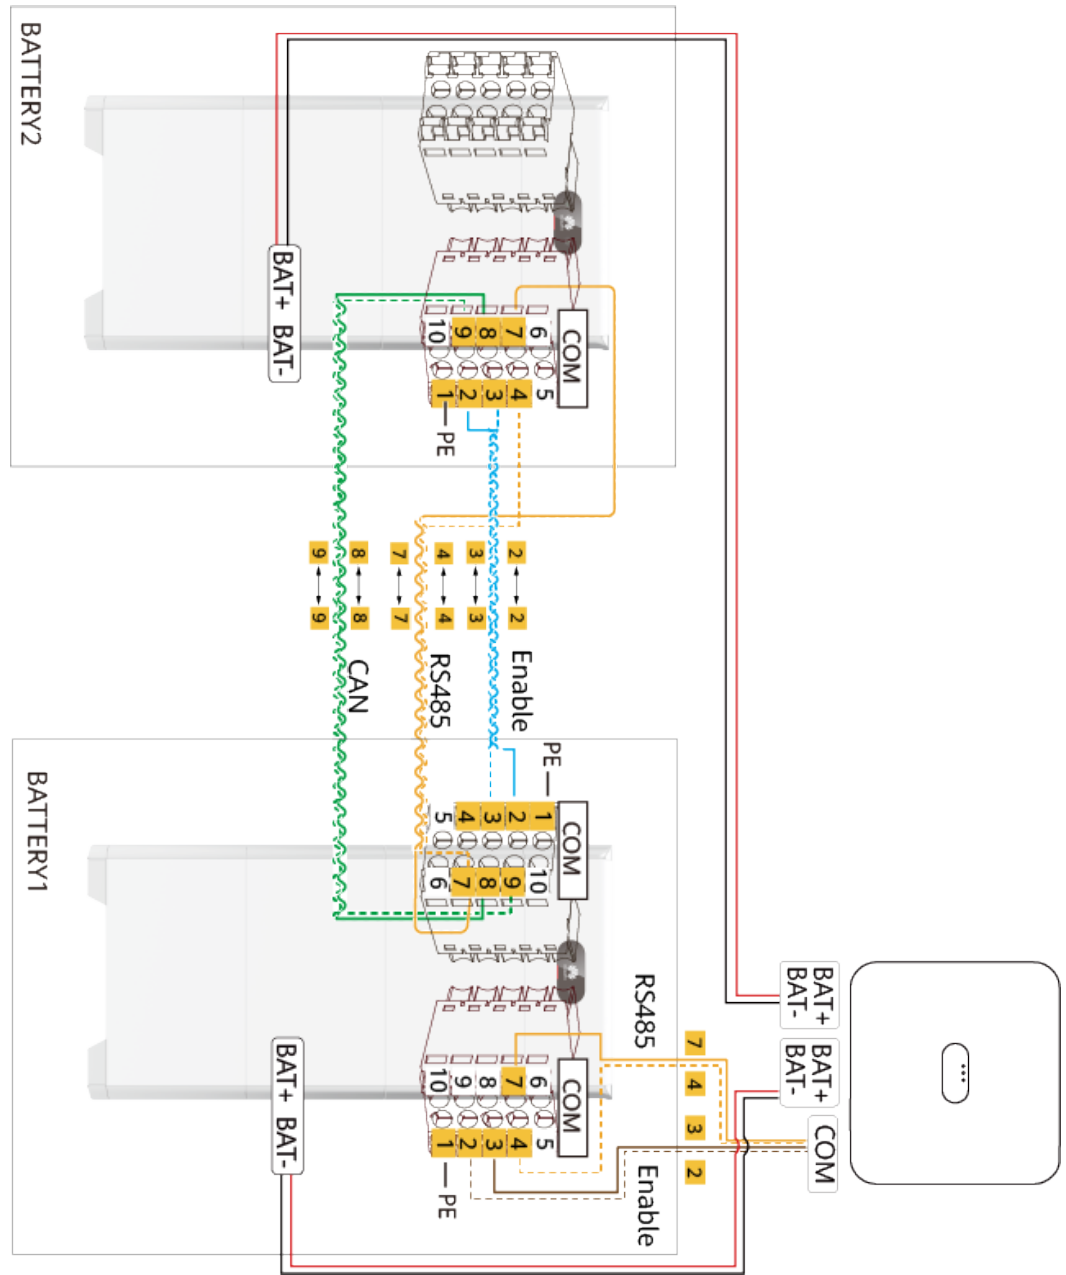 BAT+
BAT-
BAT+
BAT-
COM
7 4 3 2
RS485
Enable
COM
6 5
7 4
8 3
9 2
10 1 PE
BAT+ BAT-
BATTERY2
2 2 Enable
3 3
4 4 RS485
7 7
8 8 CAN
9 9
COM
PE 1 10
2 9
3 8
4 7
5 6
COM
6 5
7 4
8 3
9 2
10 1 PE
BAT+ BAT-
BATTERY1